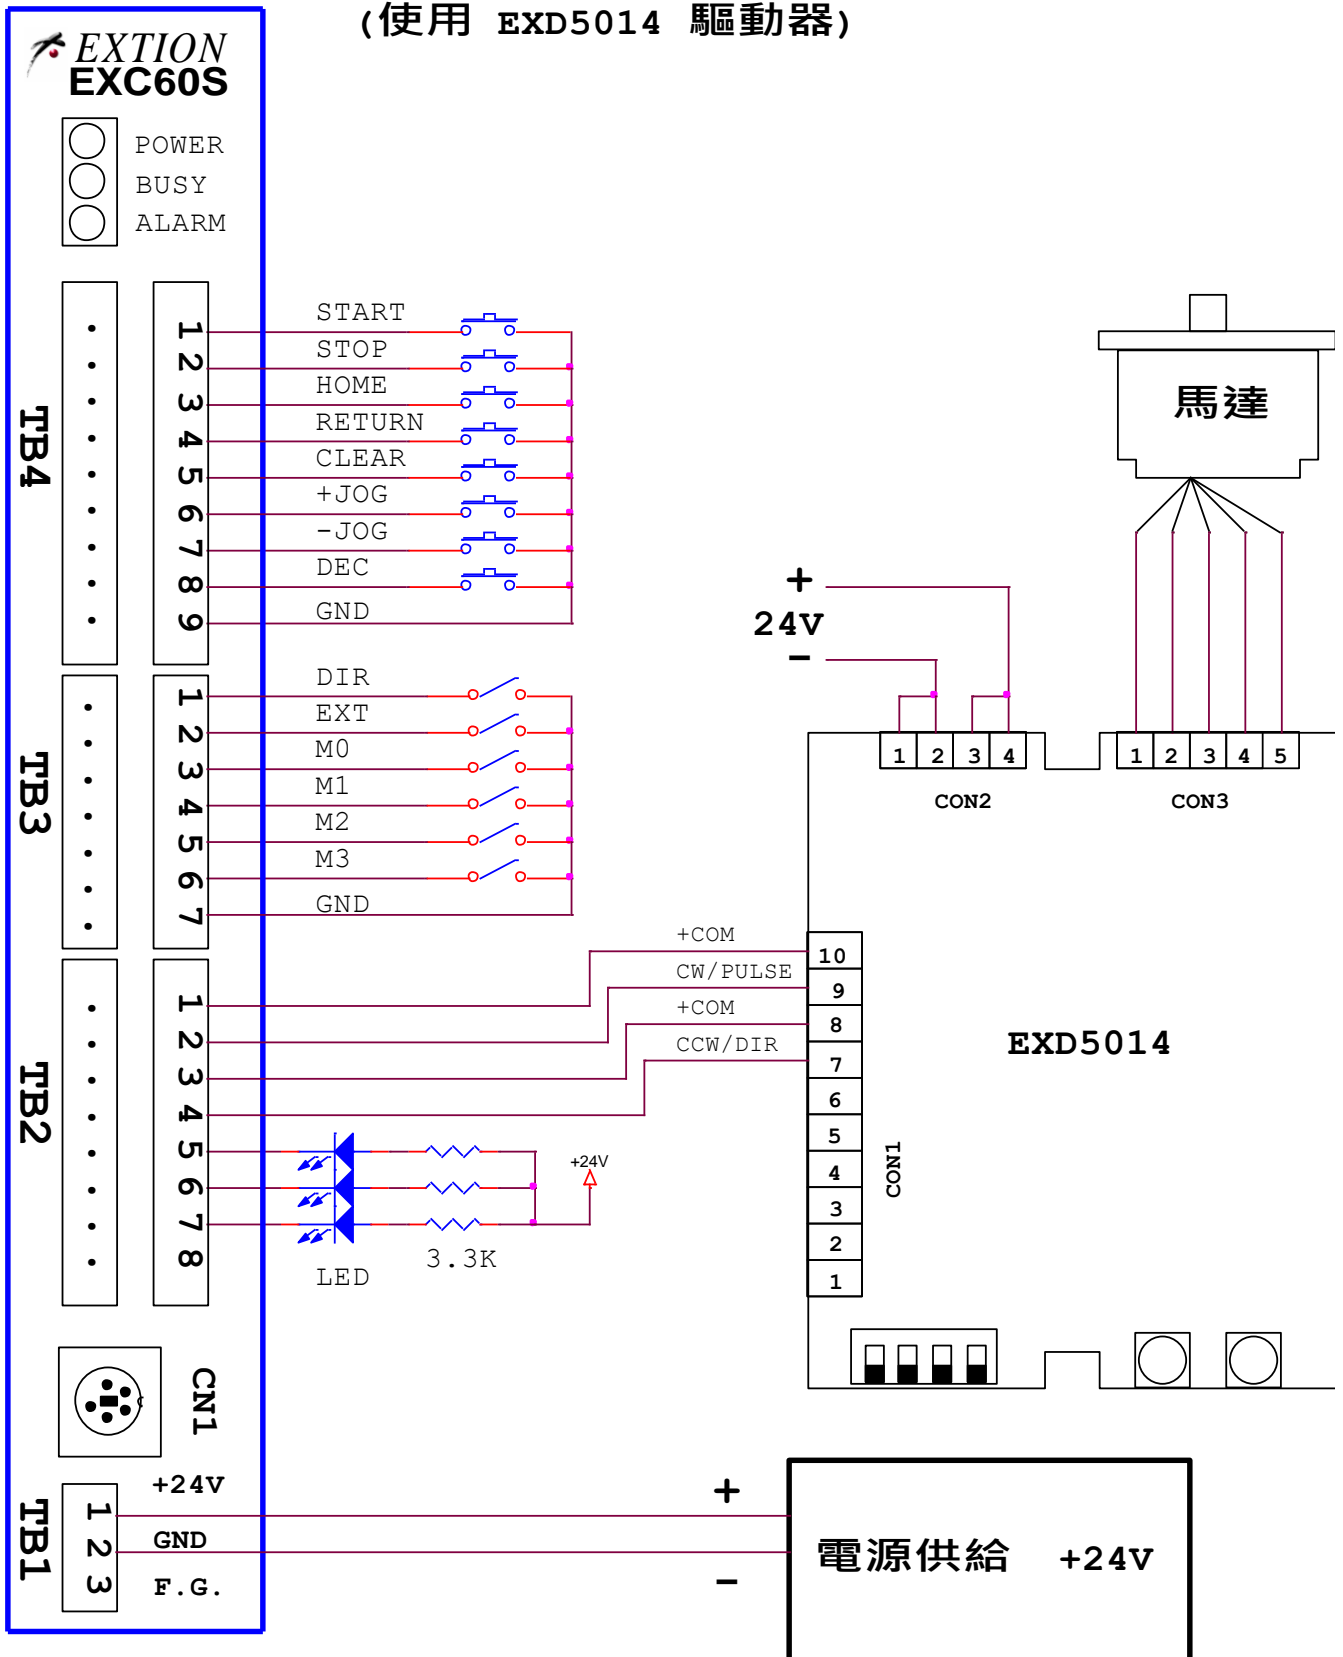 (使用 EXD5014 驅動器)
EXTION
EXC60S
POWER
BUSY
ALARM
TB4
1
2
3
4
5
6
7
8
9
START
STOP
HOME
RETURN
CLEAR
+JOG
-JOG
DEC
GND
TB3
1
2
3
4
5
6
7
DIR
EXT
M0
M1
M2
M3
GND
TB2
1
2
3
4
5
6
7
8
+COM
CW/PULSE
+COM
CCW/DIR
LED
3.3K
+24V
CN1
TB1
1
2
3
+24V
GND
F.G.
馬達
+
24V
-
1 2 3 4
CON2
1 2 3 4 5
CON3
10
9
8
7
6
5
4
3
2
1
CON1
EXD5014
+
-
電源供給 +24V